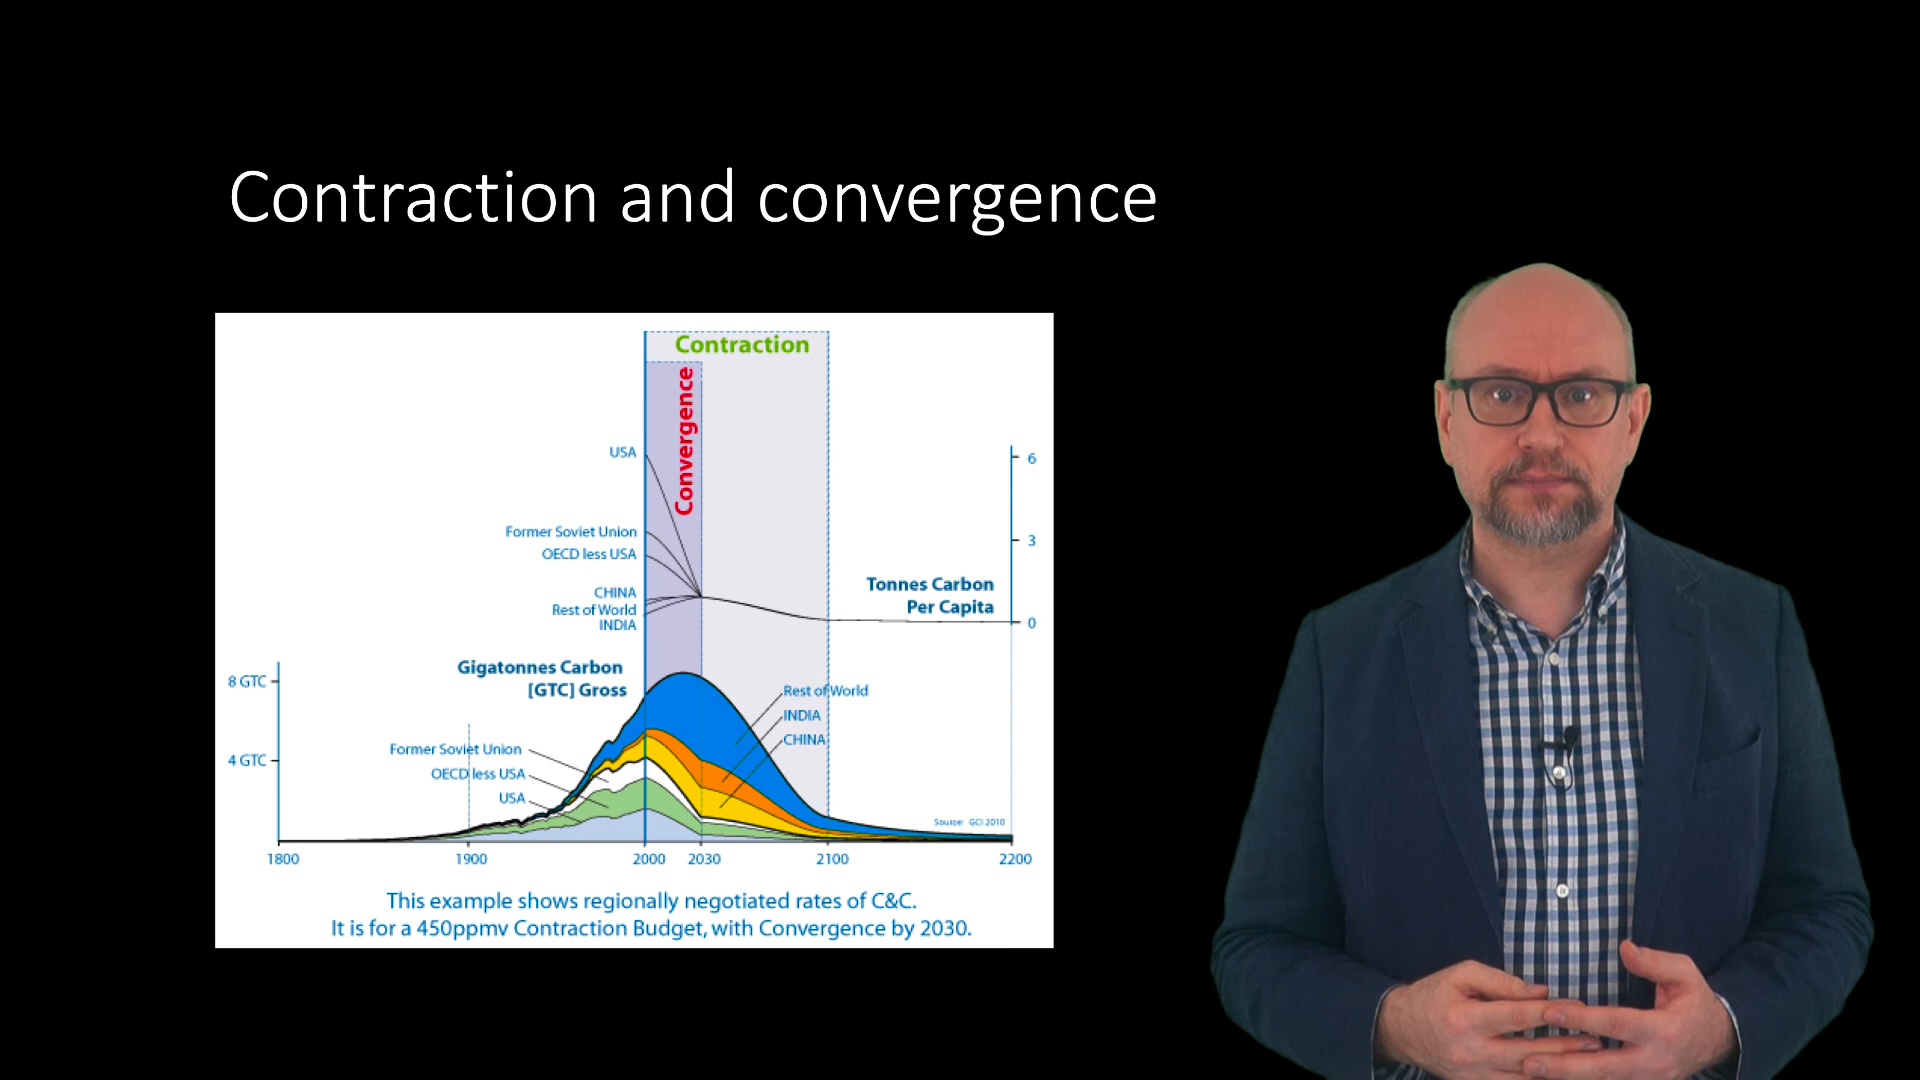 Contraction and convergence
Contraction
Convergence
USA
Former Soviet Union
OECD less USA
CHINA
Rest of World
INDIA
6
3
0
Tonnes Carbon
Per Capita
Gigatonnes Carbon
[GTC] Gross
8 GTC
4 GTC
Former Soviet Union
OECD less USA
USA
Rest of World
INDIA
CHINA
Source: GCI 2010
1800 1900 2000 2030 2100 2200
This example shows regionally negotiated rates of C&C.
It is for a 450ppmv Contraction Budget, with Convergence by 2030.